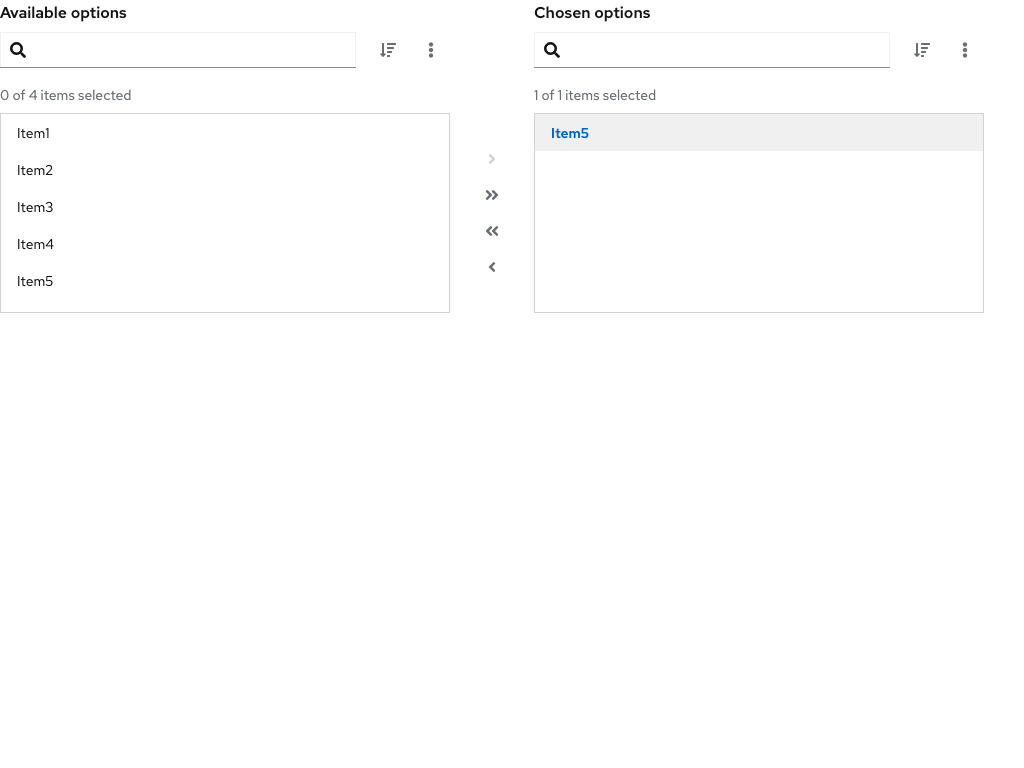 Available options
0 of 4 items selected
Item1
Item2
Item3
Item4
Item5
Chosen options
1 of 1 items selected
Item5